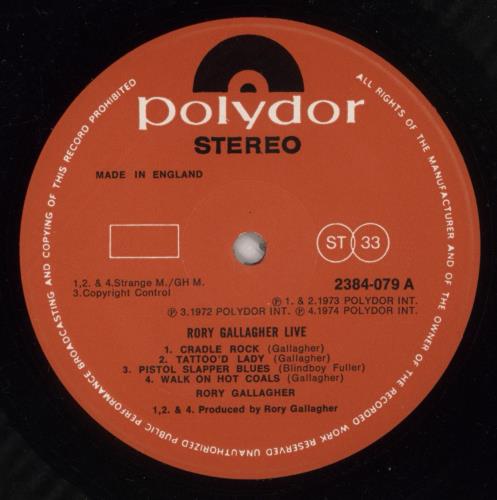 polydor
STEREO
MADE IN ENGLAND
ST 33
2384-079 A
1,2. & 4.Strange M./GH M.
3.Copyright Control
℗ 1. & 2.1973 POLYDOR INT.
℗ 3.1972 POLYDOR INT. ℗ 4.1974 POLYDOR INT.
RORY GALLAGHER LIVE
1. CRADLE ROCK (Gallagher)
2. TATTOO'D LADY (Gallagher)
3. PISTOL SLAPPER BLUES (Blindboy Fuller)
4. WALK ON HOT COALS (Gallagher)
RORY GALLAGHER
1,2. & 4. Produced by Rory Gallagher
ALL RIGHTS OF THE MANUFACTURER AND OF THE OWNER OF THE RECORDED WORK RESERVED UNAUTHORIZED PUBLIC PERFORMANCE BROADCASTING AND COPYING OF THIS RECORD PROHIBITED